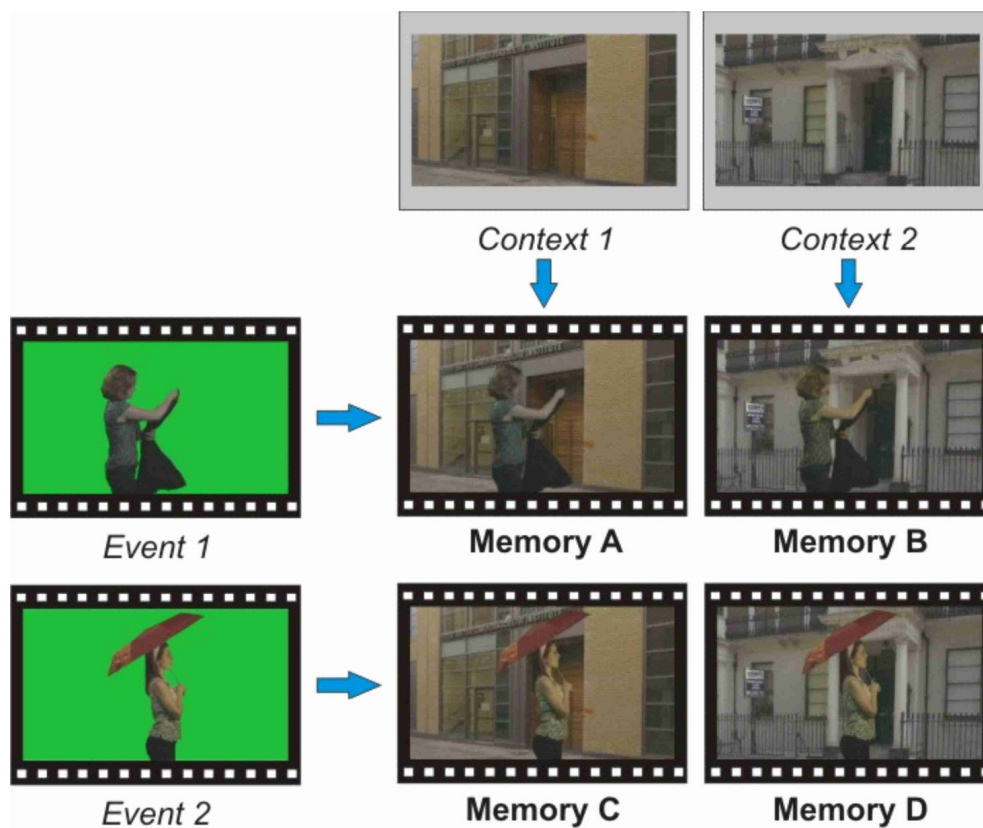 Context 1
Context 2
Event 1
Memory A
Memory B
Event 2
Memory C
Memory D